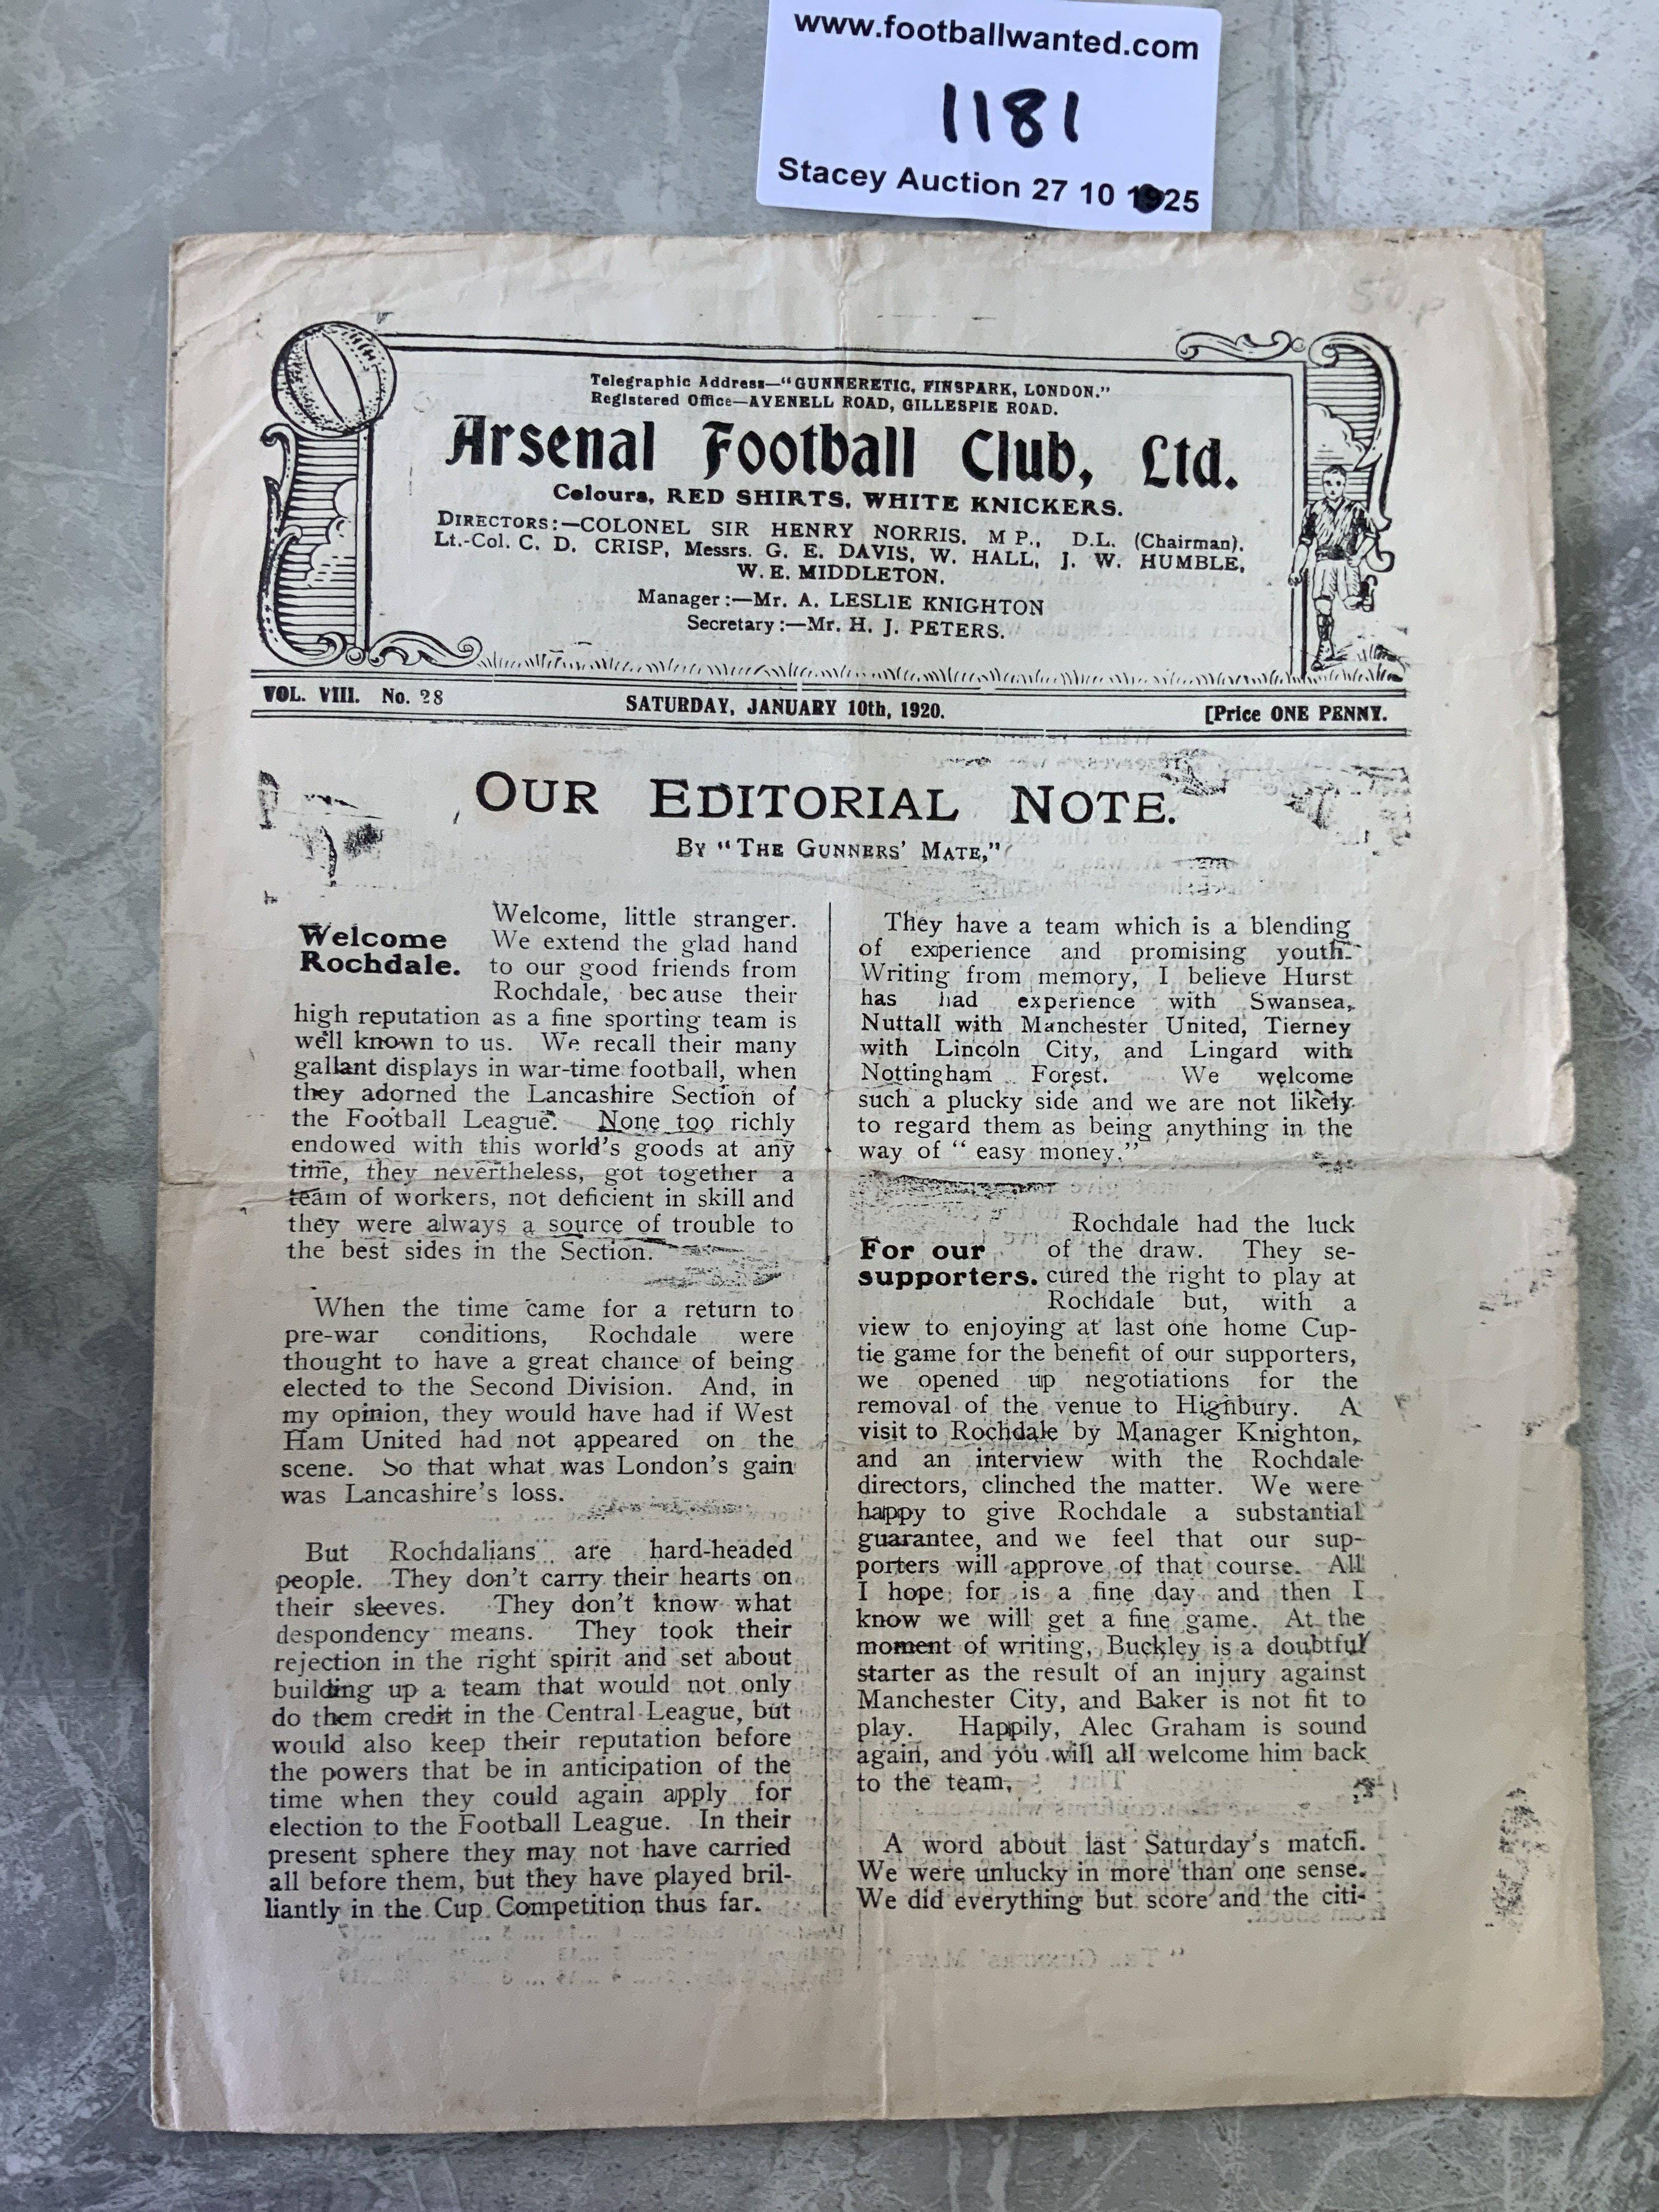 www.footballwanted.com
1181
Stacey Auction 27 10 1925
50p
Telegraphic Address—"GUNNERETIC, FINSPARK, LONDON."
Registered Office—AVENELL ROAD, GILLESPIE ROAD.
Arsenal Football Club, Ltd.
Colours, RED SHIRTS, WHITE KNICKERS.
DIRECTORS:—COLONEL SIR HENRY NORRIS, M P., D.L. (Chairman).
Lt.-Col. C. D. CRISP, Messrs. G. E. DAVIS, W. HALL, J. W. HUMBLE,
W. E. MIDDLETON.
Manager:—Mr. A. LESLIE KNIGHTON
Secretary:—Mr. H. J. PETERS.
VOL. VIII. No. 28 SATURDAY, JANUARY 10th, 1920. [Price ONE PENNY.
OUR EDITORIAL NOTE.
BY "THE GUNNERS' MATE,"
Welcome Rochdale.
Welcome, little stranger.
We extend the glad hand
to our good friends from
Rochdale, because their
high reputation as a fine sporting team is
well known to us. We recall their many
gallant displays in war-time football, when
they adorned the Lancashire Section of
the Football League. None too richly
endowed with this world's goods at any
time, they nevertheless, got together a
team of workers, not deficient in skill and
they were always a source of trouble to
the best sides in the Section.
When the time came for a return to
pre-war conditions, Rochdale were
thought to have a great chance of being
elected to the Second Division. And, in
my opinion, they would have had if West
Ham United had not appeared on the
scene. So that what was London's gain
was Lancashire's loss.
But Rochdalians are hard-headed
people. They don't carry their hearts on
their sleeves. They don't know what
despondency means. They took their
rejection in the right spirit and set about
building up a team that would not only
do them credit in the Central League, but
would also keep their reputation before
the powers that be in anticipation of the
time when they could again apply for
election to the Football League. In their
present sphere they may not have carried
all before them, but they have played bril-
liantly in the Cup Competition thus far.
They have a team which is a blending
of experience and promising youth.
Writing from memory, I believe Hurst
has had experience with Swansea,
Nuttall with Manchester United, Tierney
with Lincoln City, and Lingard with
Nottingham Forest. We welcome
such a plucky side and we are not likely
to regard them as being anything in the
way of "easy money."
For our supporters.
Rochdale had the luck
of the draw. They se-
cured the right to play at
Rochdale but, with a
view to enjoying at last one home Cup-
tie game for the benefit of our supporters,
we opened up negotiations for the
removal of the venue to Highbury. A
visit to Rochdale by Manager Knighton,
and an interview with the Rochdale
directors, clinched the matter. We were
happy to give Rochdale a substantial
guarantee, and we feel that our sup-
porters will approve of that course. All
I hope for is a fine day and then I
know we will get a fine game. At the
moment of writing, Buckley is a doubtful
starter as the result of an injury against
Manchester City, and Baker is not fit to
play. Happily, Alec Graham is sound
again, and you will all welcome him back
to the team.
A word about last Saturday's match.
We were unlucky in more than one sense.
We did everything but score and the citi-